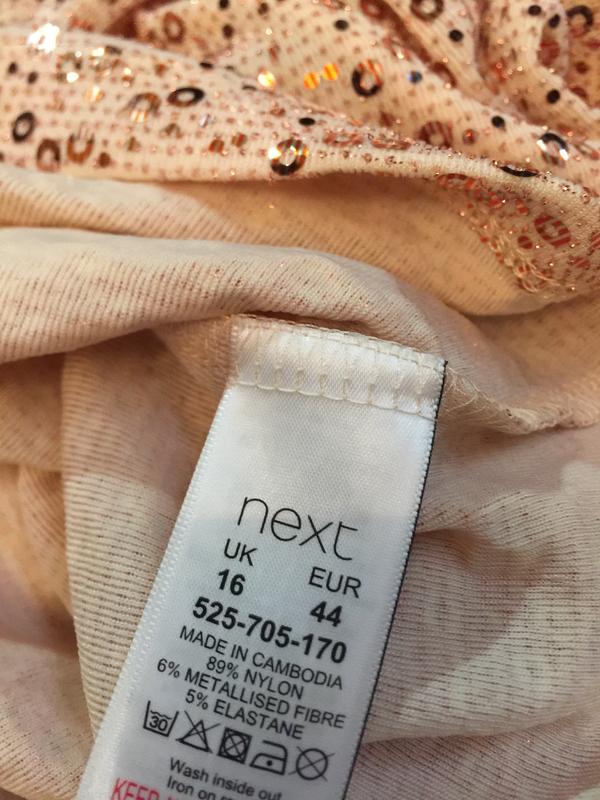 next
UK EUR
16 44
525-705-170
MADE IN CAMBODIA
89% NYLON
6% METALLISED FIBRE
5% ELASTANE
30
Wash inside out
Iron on
KEEP